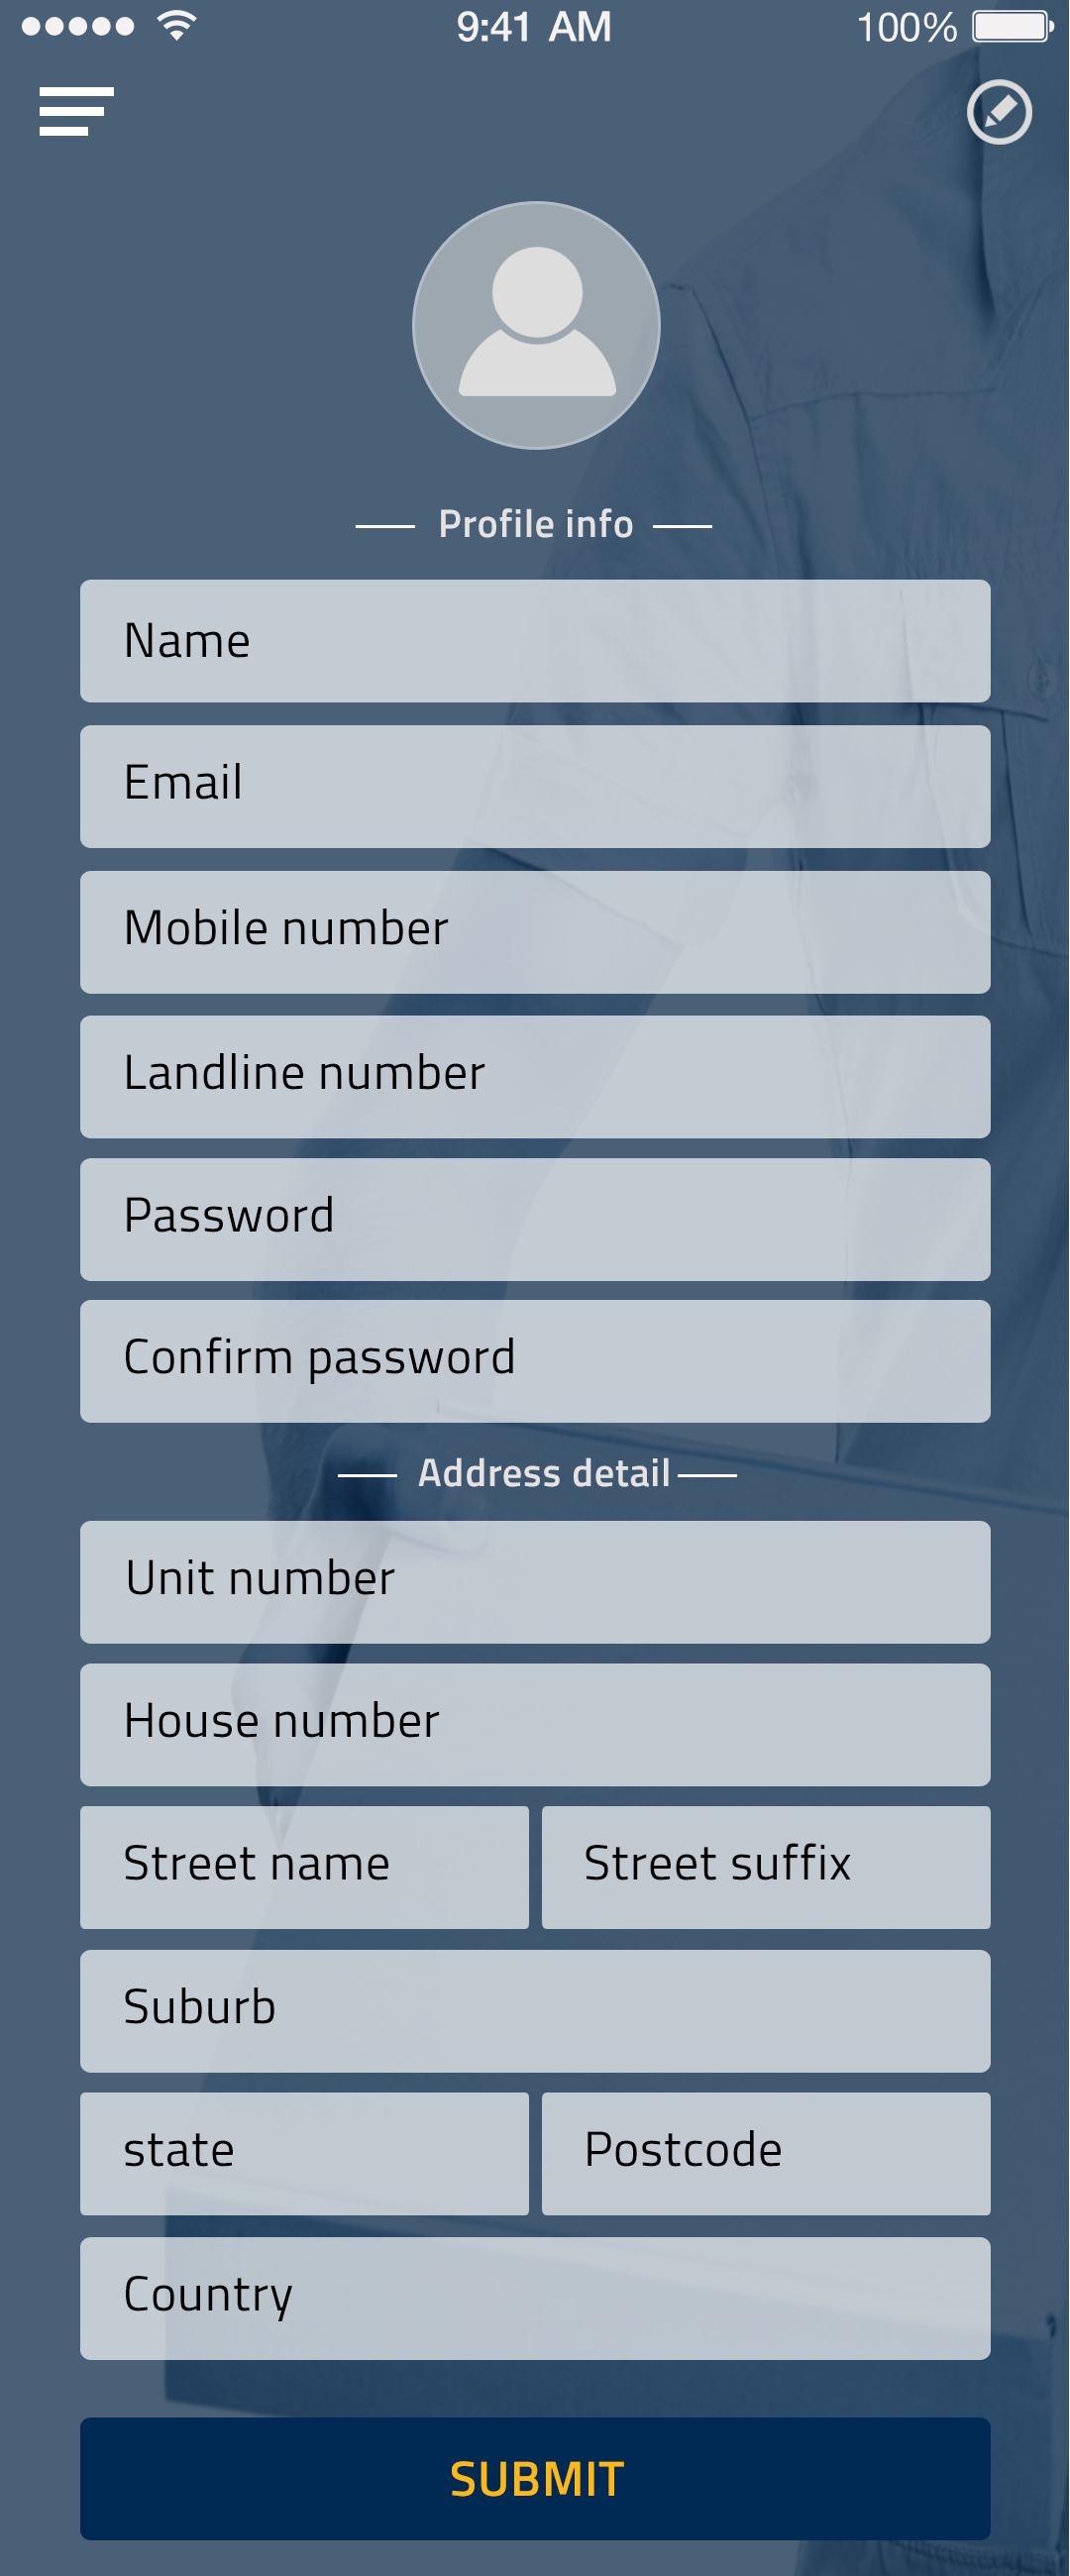 9:41 AM 100%
Profile info
Name
Email
Mobile number
Landline number
Password
Confirm password
Address detail
Unit number
House number
Street name Street suffix
Suburb
state Postcode
Country
SUBMIT